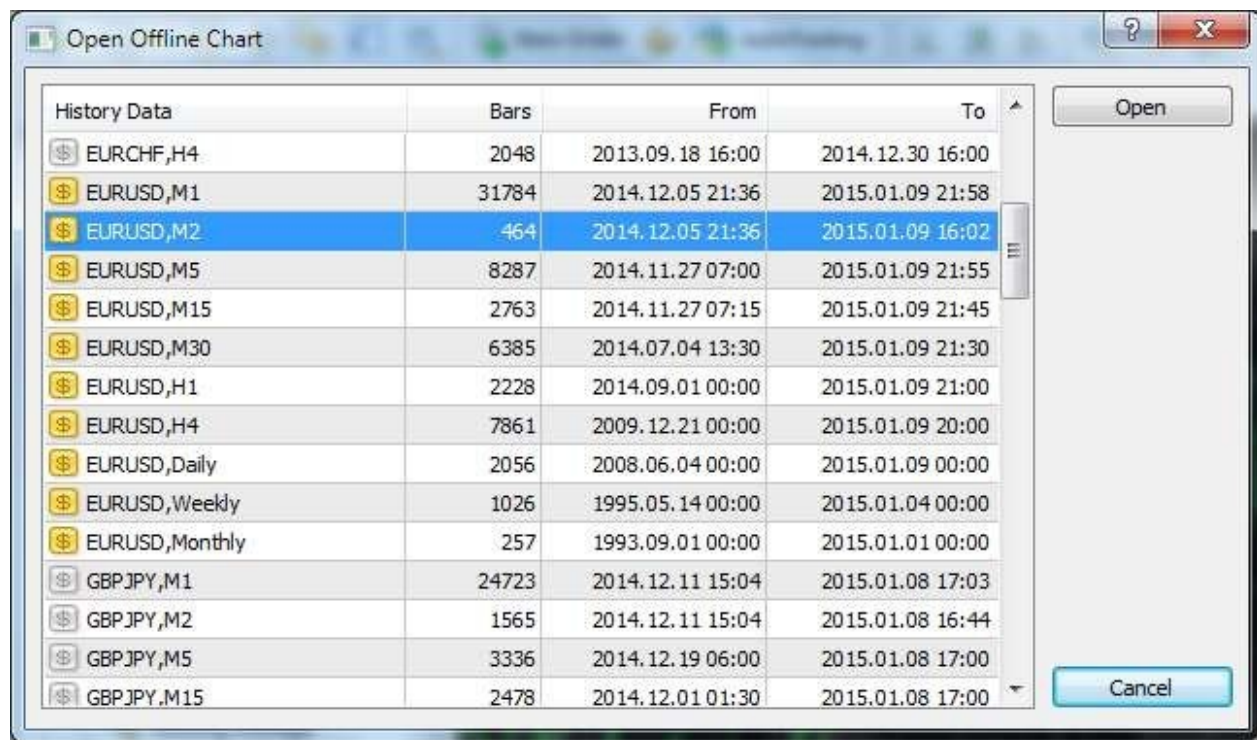 Open Offline Chart
History Data Bars From To
Open
EURCHF,H4 2048 2013.09.18 16:00 2014.12.30 16:00
EURUSD,M1 31784 2014.12.05 21:36 2015.01.09 21:58
EURUSD,M2 464 2014.12.05 21:36 2015.01.09 16:02
EURUSD,M5 8287 2014.11.27 07:00 2015.01.09 21:55
EURUSD,M15 2763 2014.11.27 07:15 2015.01.09 21:45
EURUSD,M30 6385 2014.07.04 13:30 2015.01.09 21:30
EURUSD,H1 2228 2014.09.01 00:00 2015.01.09 21:00
EURUSD,H4 7861 2009.12.21 00:00 2015.01.09 20:00
EURUSD,Daily 2056 2008.06.04 00:00 2015.01.09 00:00
EURUSD,Weekly 1026 1995.05.14 00:00 2015.01.04 00:00
EURUSD,Monthly 257 1993.09.01 00:00 2015.01.01 00:00
GBPJPY,M1 24723 2014.12.11 15:04 2015.01.08 17:03
GBPJPY,M2 1565 2014.12.11 15:04 2015.01.08 16:44
GBPJPY,M5 3336 2014.12.19 06:00 2015.01.08 17:00
GBPJPY,M15 2478 2014.12.01 01:30 2015.01.08 17:00
Cancel